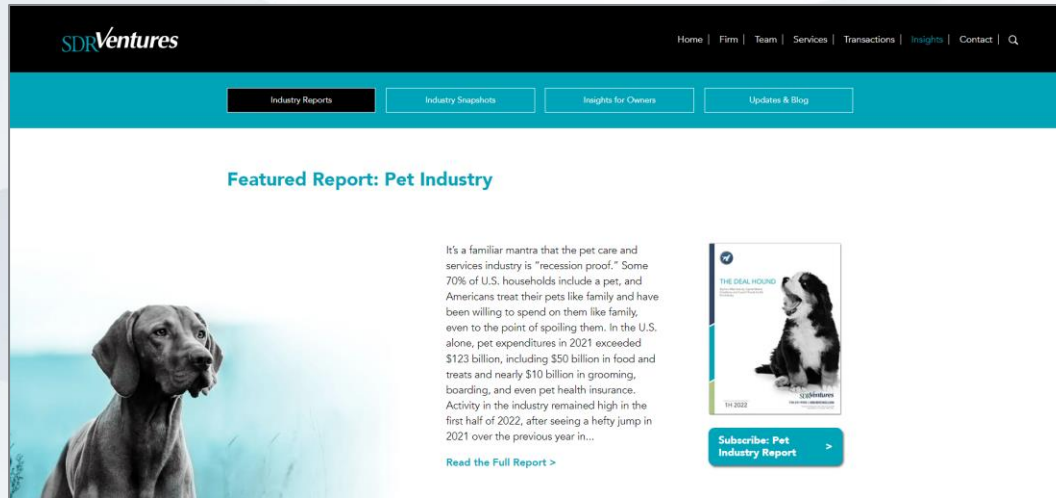 SDRVentures
Home | Firm | Team | Services | Transactions | Insights | Contact |
Industry Reports
Industry Snapshots
Insights for Owners
Updates & Blog
Featured Report: Pet Industry
It's a familiar mantra that the pet care and
services industry is "recession proof." Some
70% of U.S. households include a pet, and
Americans treat their pets like family and have
been willing to spend on them like family,
even to the point of spoiling them. In the U.S.
alone, pet expenditures in 2021 exceeded
$123 billion, including $50 billion in food and
treats and nearly $10 billion in grooming,
boarding, and even pet health insurance.
Activity in the industry remained high in the
first half of 2022, after seeing a hefty jump in
2021 over the previous year in...
Read the Full Report >
THE DEAL HOUND
1H 2022
SDRVentures
Subscribe: Pet
Industry Report >